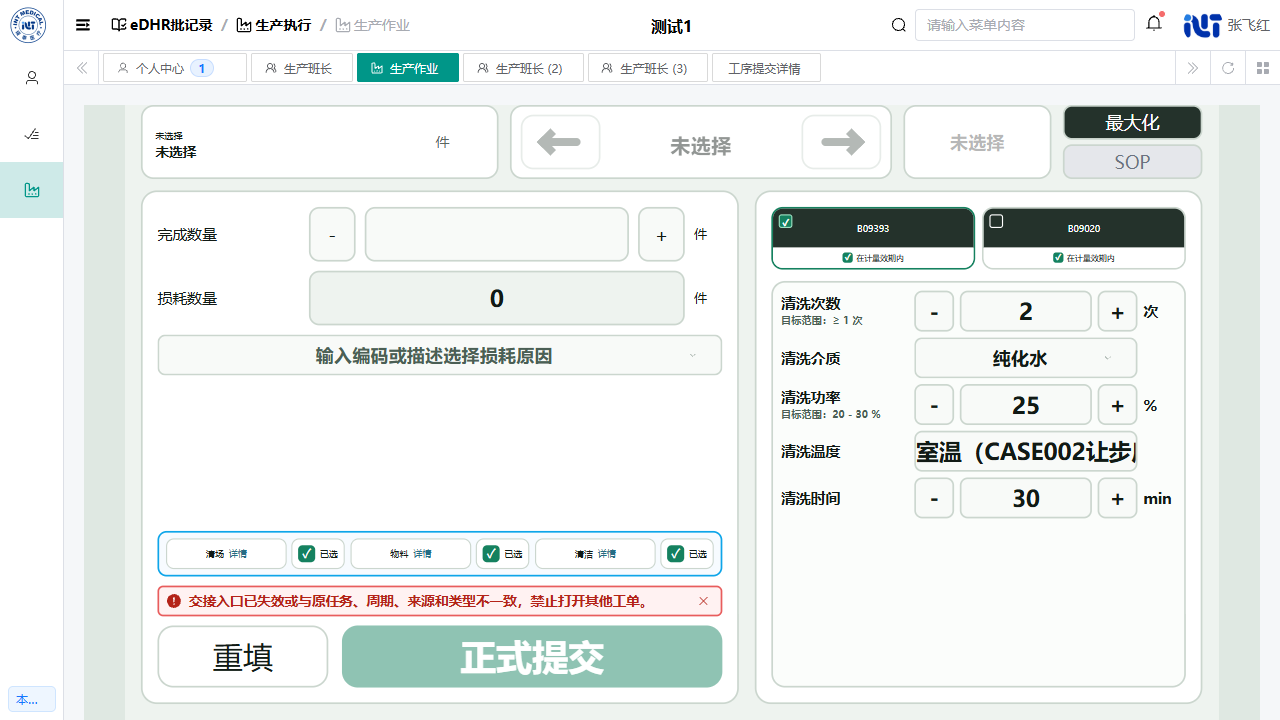 eDHR批记录 / 生产执行 / 生产作业
测试1
请输入菜单内容
iNT 张飞红
个人中心 1
生产班长
生产作业
生产班长 (2)
生产班长 (3)
工序提交详情
未选择
未选择
件
未选择
未选择
最大化
SOP
完成数量
-
+
件
损耗数量
0
件
输入编码或描述选择损耗原因
清场 详情
已选
物料 详情
已选
清洁 详情
已选
交接入口已失效或与原任务、周期、来源和类型不一致，禁止打开其他工单。
重填
正式提交
B09393
在计量效期内
B09020
在计量效期内
清洗次数
目标范围：≥ 1 次
-
2
+
次
清洗介质
纯化水
清洗功率
目标范围：20 - 30 %
-
25
+
%
清洗温度
室温（CASE002让步
清洗时间
-
30
+
min
本...